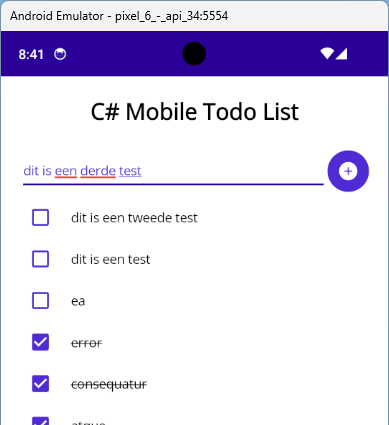 Android Emulator - pixel_6_-_api_34:5554
8:41
C# Mobile Todo List
dit is een derde test
dit is een tweede test
dit is een test
ea
error
consequatur
atque